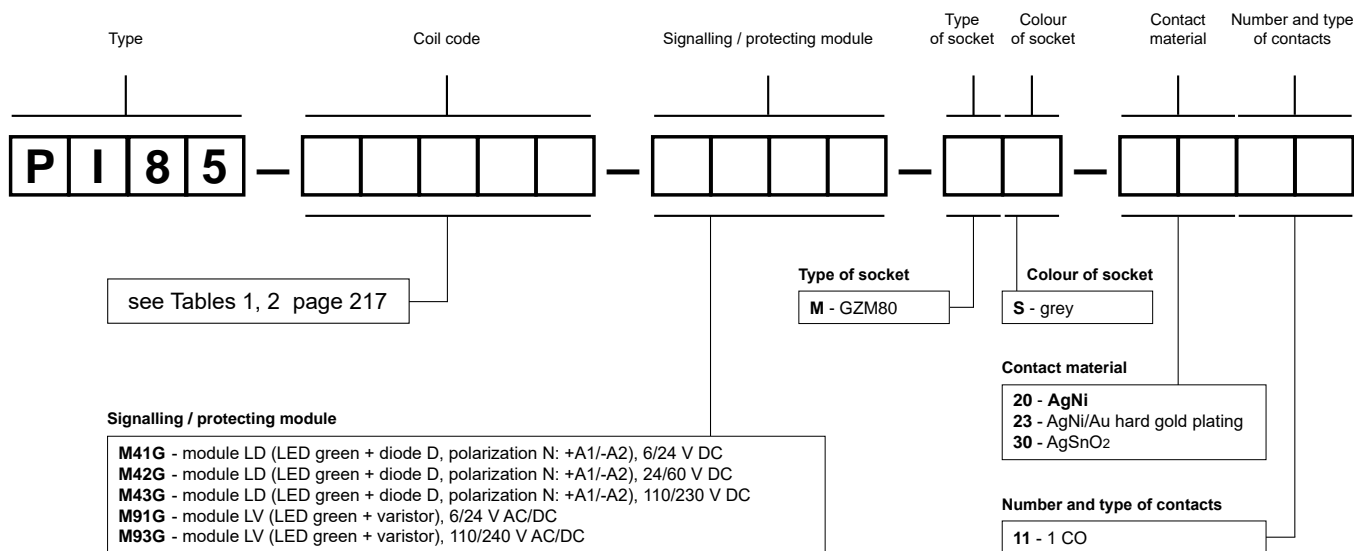 Type
Coil code
Signalling / protecting module
Type
of socket
Colour
of socket
Contact
material
Number and type
of contacts
P I 8 5 – – – –
see Tables 1, 2 page 217
Type of socket
M - GZM80
Colour of socket
S - grey
Contact material
20 - AgNi
23 - AgNi/Au hard gold plating
30 - AgSnO2
Signalling / protecting module
M41G - module LD (LED green + diode D, polarization N: +A1/-A2), 6/24 V DC
M42G - module LD (LED green + diode D, polarization N: +A1/-A2), 24/60 V DC
M43G - module LD (LED green + diode D, polarization N: +A1/-A2), 110/230 V DC
M91G - module LV (LED green + varistor), 6/24 V AC/DC
M93G - module LV (LED green + varistor), 110/240 V AC/DC
Number and type of contacts
11 - 1 CO